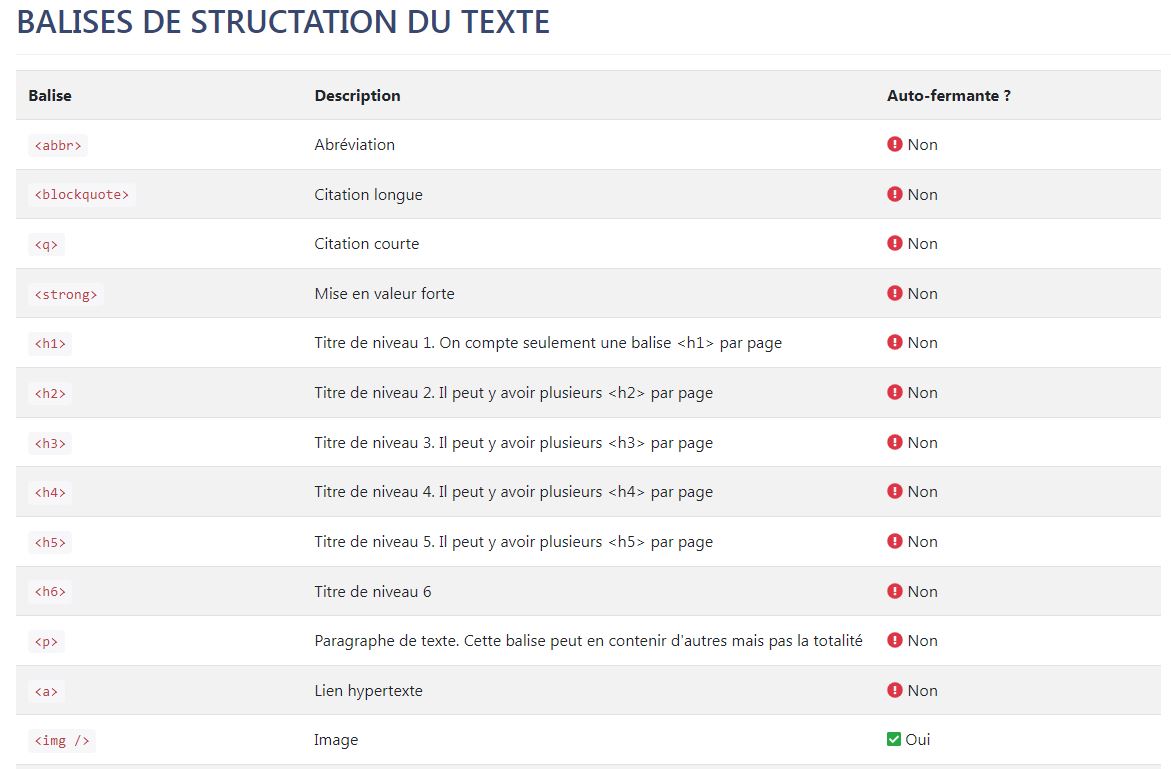 BALISES DE STRUCTATION DU TEXTE
Balise Description Auto-fermante ?
<abbr> Abréviation Non
<blockquote> Citation longue Non
<q> Citation courte Non
<strong> Mise en valeur forte Non
<h1> Titre de niveau 1. On compte seulement une balise <h1> par page Non
<h2> Titre de niveau 2. Il peut y avoir plusieurs <h2> par page Non
<h3> Titre de niveau 3. Il peut y avoir plusieurs <h3> par page Non
<h4> Titre de niveau 4. Il peut y avoir plusieurs <h4> par page Non
<h5> Titre de niveau 5. Il peut y avoir plusieurs <h5> par page Non
<h6> Titre de niveau 6 Non
<p> Paragraphe de texte. Cette balise peut en contenir d'autres mais pas la totalité Non
<a> Lien hypertexte Non
<img /> Image Oui